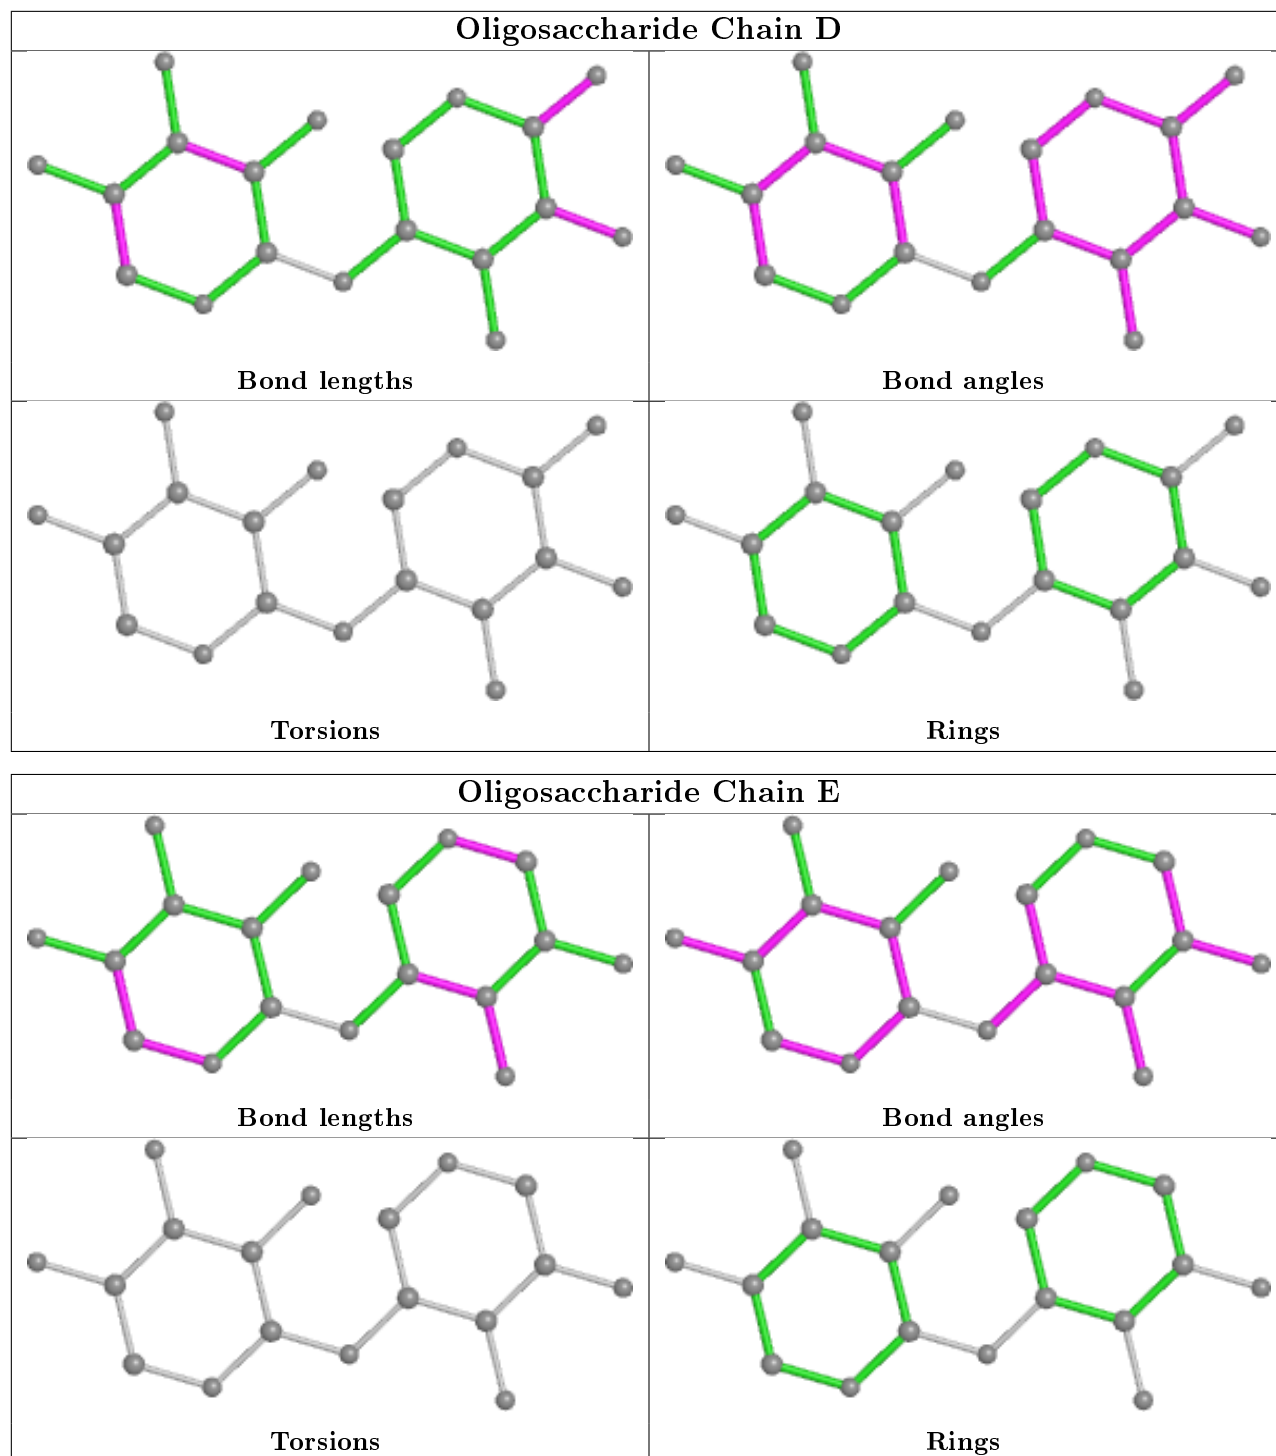 Oligosaccharide Chain D
Bond lengths
Bond angles
Torsions
Rings
Oligosaccharide Chain E
Bond lengths
Bond angles
Torsions
Rings